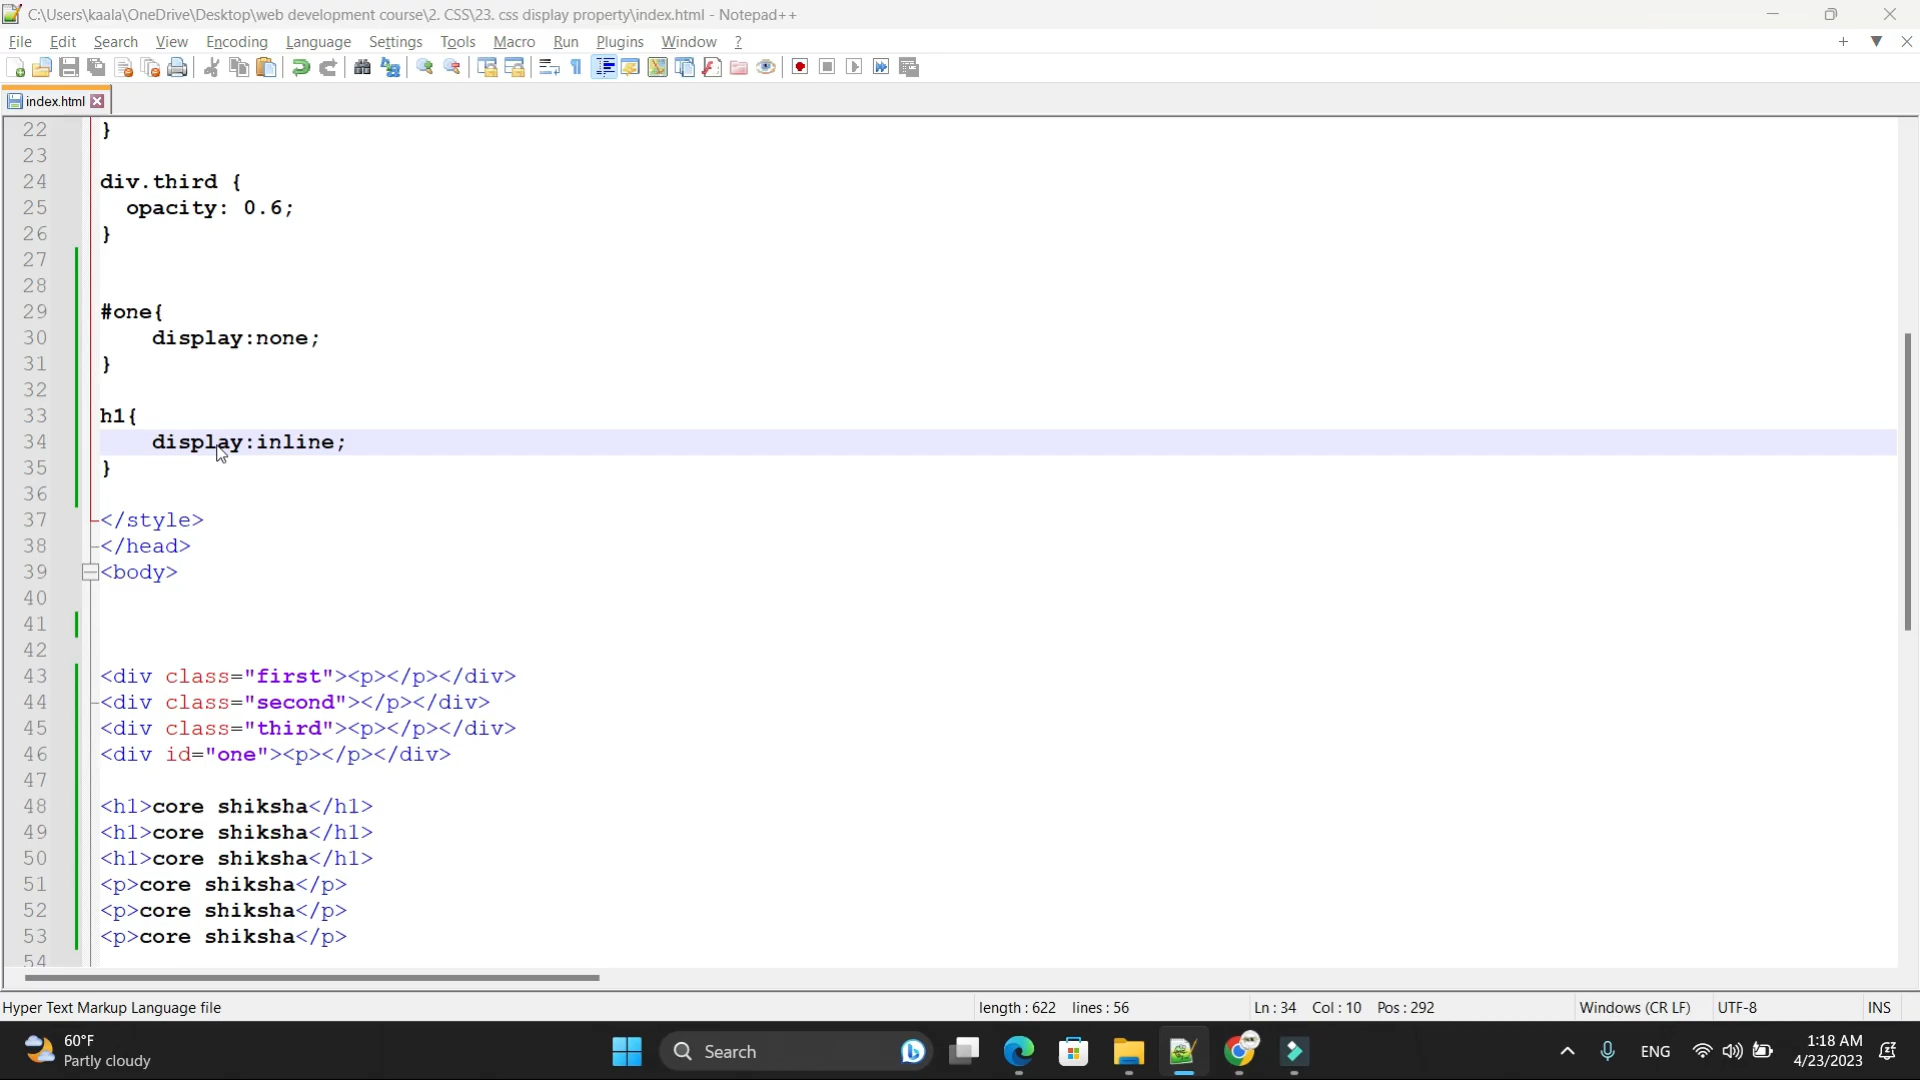 C:\Users\kaala\OneDrive\Desktop\web development course\2. CSS\23. css display property\index.html - Notepad++
File Edit Search View Encoding Language Settings Tools Macro Run Plugins Window ?
index.html
22 }
23
24 div.third {
25 opacity: 0.6;
26 }
27
28
29 #one{
30 display:none;
31 }
32
33 h1{
34 display:inline;
35 }
36
37 </style>
38 </head>
39 <body>
40
41
42
43 <div class="first"><p></p></div>
44 <div class="second"></p></div>
45 <div class="third"><p></p></div>
46 <div id="one"><p></p></div>
47
48 <h1>core shiksha</h1>
49 <h1>core shiksha</h1>
50 <h1>core shiksha</h1>
51 <p>core shiksha</p>
52 <p>core shiksha</p>
53 <p>core shiksha</p>
54
Hyper Text Markup Language file length : 622 lines : 56 Ln : 34 Col : 10 Pos : 292 Windows (CR LF) UTF-8 INS
60°F
Partly cloudy
Search
ENG
1:18 AM
4/23/2023